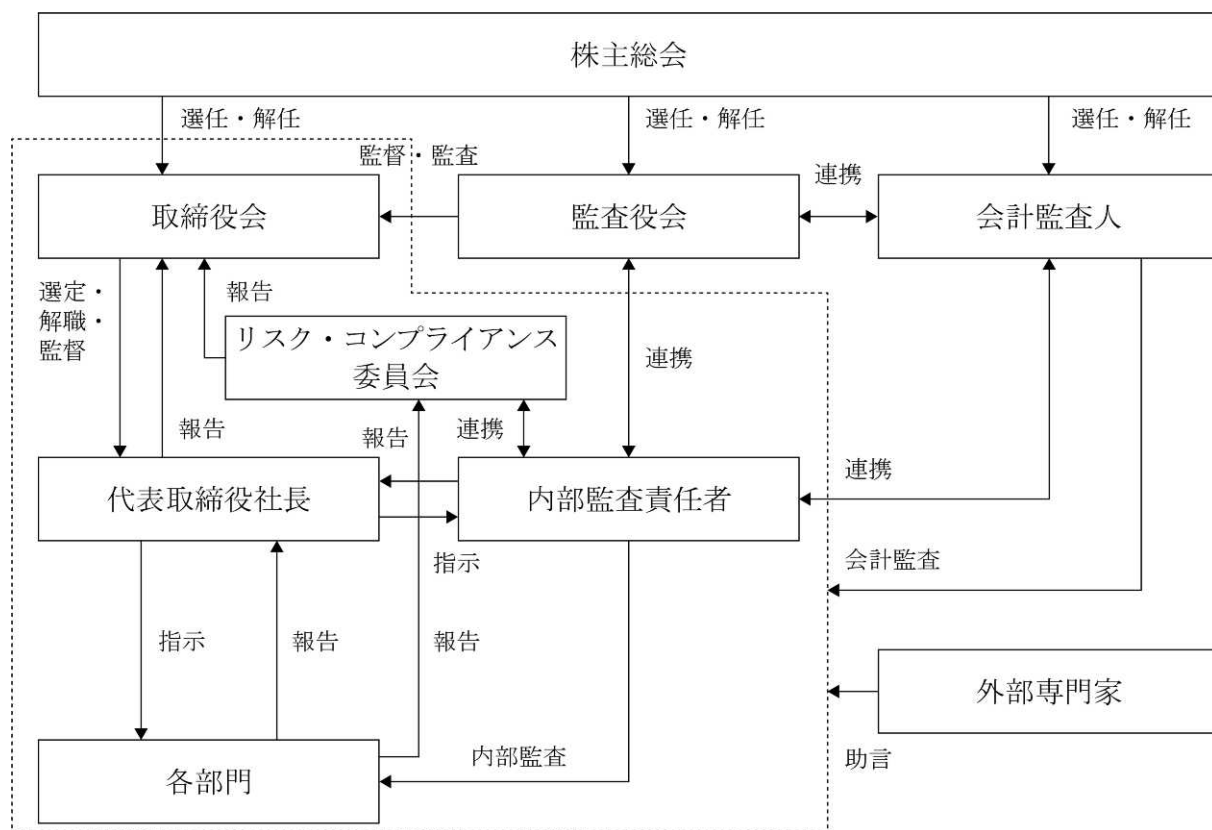 株主総会
選任・解任
選任・解任
選任・解任
監督・監査
連携
取締役会
監査役会
会計監査人
選定・
解職・
監督
報告
リスク・コンプライアンス
委員会
連携
報告
報告
連携
連携
代表取締役社長
内部監査責任者
指示
会計監査
指示
報告
報告
外部専門家
内部監査
助言
各部門